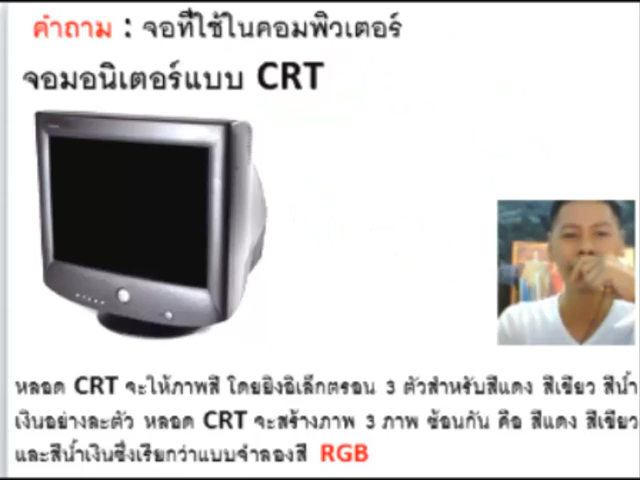 คำถาม : จอที่ใช้ในคอมพิวเตอร์
จอมอนิเตอร์แบบ CRT
หลอด CRT จะให้ภาพสี โดยยิงอิเล็กตรอน 3 ตัวสำหรับสีแดง สีเขียว สีน้ำ
เงินอย่างละตัว หลอด CRT จะสร้างภาพ 3 ภาพ ซ้อนกัน คือ สีแดง สีเขียว
และสีน้ำเงินซึ่งเรียกว่าแบบจำลองสี RGB